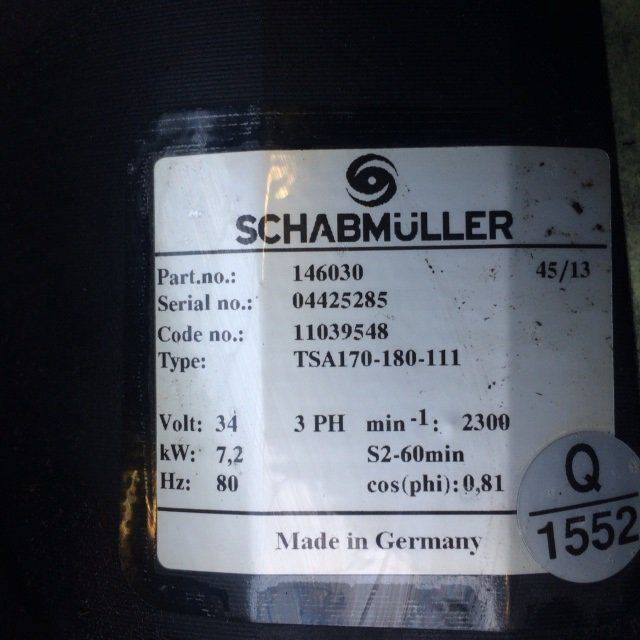 SCHABMÜLLER
Part.no.: 146030 45/13
Serial no.: 04425285
Code no.: 11039548
Type: TSA170-180-111
Volt: 34 3 PH min-1: 2300
kW: 7,2 S2-60min
Hz: 80 cos(phi): 0,81
Made in Germany
Q
1552